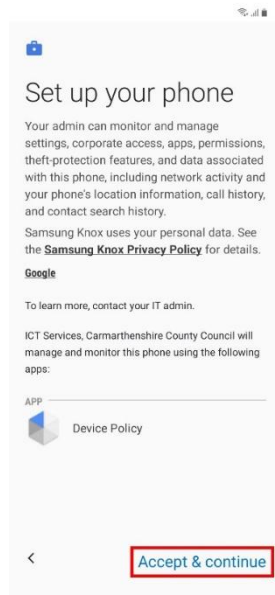 Set up your phone
Your admin can monitor and manage
settings, corporate access, apps, permissions,
theft-protection features, and data associated
with this phone, including network activity and
your phone's location information, call history,
and contact search history.
Samsung Knox uses your personal data. See
the Samsung Knox Privacy Policy for details.
Google
To learn more, contact your IT admin.
ICT Services, Carmarthenshire County Council will
manage and monitor this phone using the following
apps:
APP
Device Policy
Accept & continue